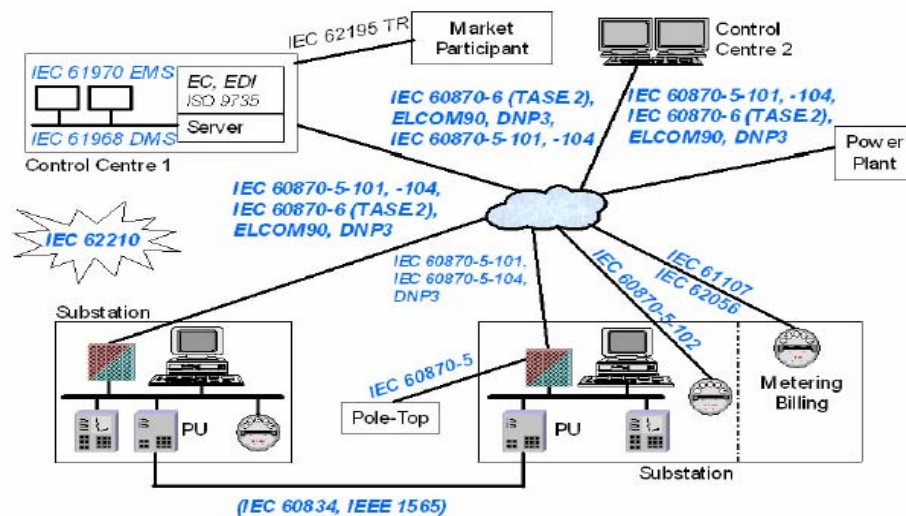 IEC 62195 TR
Market
Participant
Control
Centre 2
IEC 61970 EMS
EC, EDI
ISO 9735
Server
IEC 61968 DMS
Control Centre 1
IEC 60870-6 (TASE.2),
ELCOM90, DNP3,
IEC 60870-5-101, -104
IEC 60870-5-101, -104,
IEC 60870-6 (TASE.2),
ELCOM90, DNP3
Power
Plant
IEC 60870-5-101, -104,
IEC 60870-6 (TASE.2),
ELCOM90, DNP3
IEC 62210
IEC 60870-5-101,
IEC 60870-5-104,
DNP3
IEC 61107
IEC 62056
IEC 60870-5-102
Substation
IEC 60870-5
Pole-Top
PU
PU
Metering
Billing
Substation
(IEC 60834, IEEE 1565)